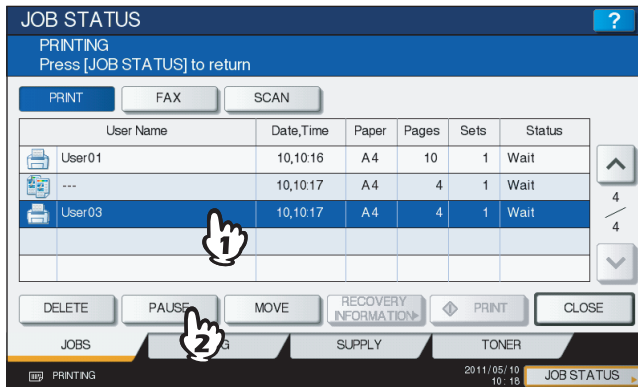 JOB STATUS ?
PRINTING
Press [JOB STATUS] to return
PRINT FAX SCAN
User Name Date,Time Paper Pages Sets Status
User01 10,10:16 A4 10 1 Wait
--- 10,10:17 A4 4 1 Wait
User03 10,10:17 A4 4 1 Wait
1
4
4
DELETE PAUSE MOVE RECOVERY INFORMATION PRINT CLOSE
2
JOBS G SUPPLY TONER
PRINTING 2011/05/10
10:18 JOB STATUS